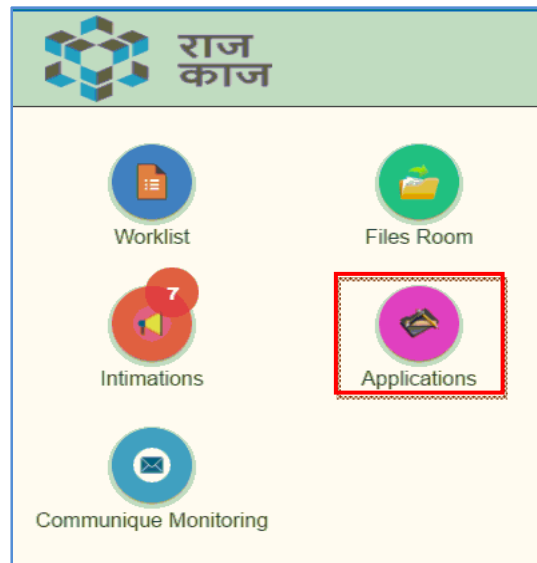 राज
काज
Worklist
Files Room
7
Intimations
Applications
Communique Monitoring